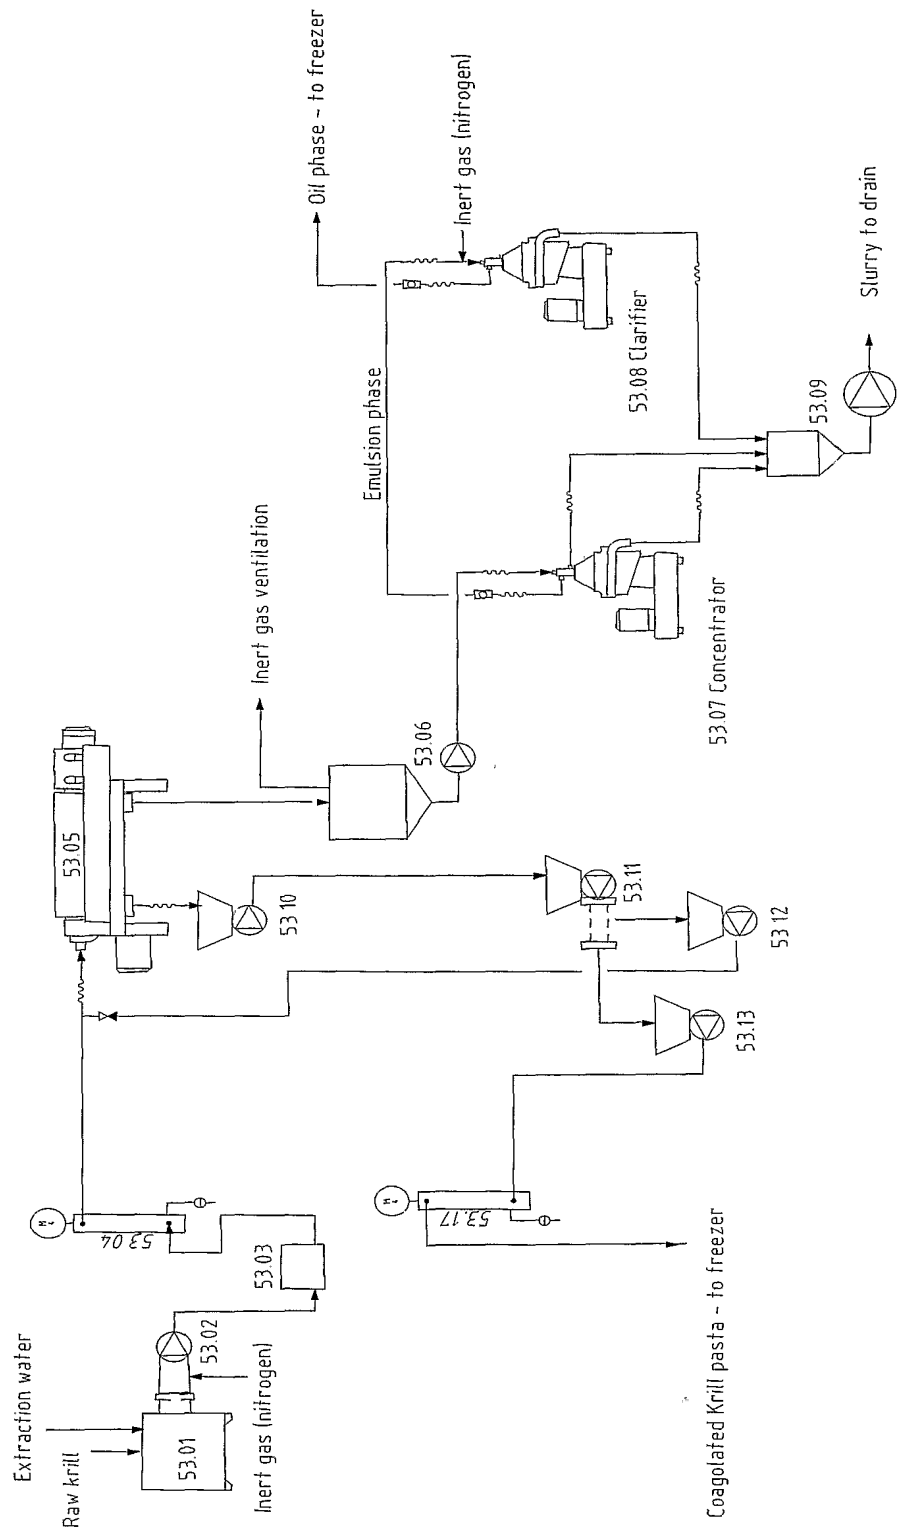 Raw krill
Extraction water
53.01
Inert gas (nitrogen)
53.02
53.03
53 04
M
53.05
53 10
Inert gas ventilation
53.06
53.11
53 12
53.13
M
53.17
Coagolated Krill pasta - to freezer
Emulsion phase
53.07 Concentrator
Oil phase - to freezer
Inert gas (nitrogen)
53.08 Clarifier
53.09
Slurry to drain